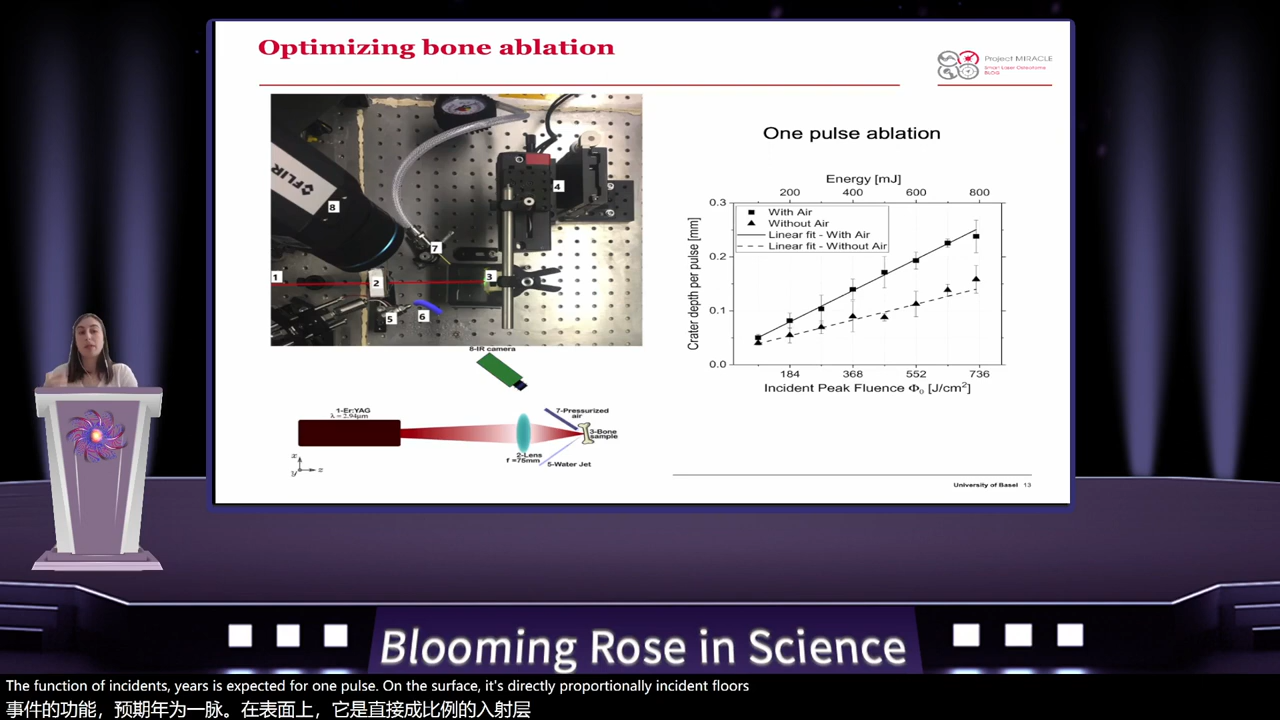 Optimizing bone ablation
Project MIRACLE
Smart Laser Osteotome
BLOG
FLIR
8
4
7
1
2
3
5
6
8-IR camera
1-Er:YAG
λ = 2.94μm
7-Pressurized
air
3-Bone
sample
2-Lens
f =75mm
5-Water Jet
x
y
z
One pulse ablation
Energy [mJ]
200 400 600 800
0.3
0.2
0.1
0.0
Crater depth per pulse [mm]
With Air
Without Air
Linear fit - With Air
Linear fit - Without Air
184 368 552 736
Incident Peak Fluence Φ₀ [J/cm²]
University of Basel 13
Blooming Rose in Science
The function of incidents, years is expected for one pulse. On the surface, it's directly proportionally incident floors
事件的功能，预期年为一脉。在表面上，它是直接成比例的入射层